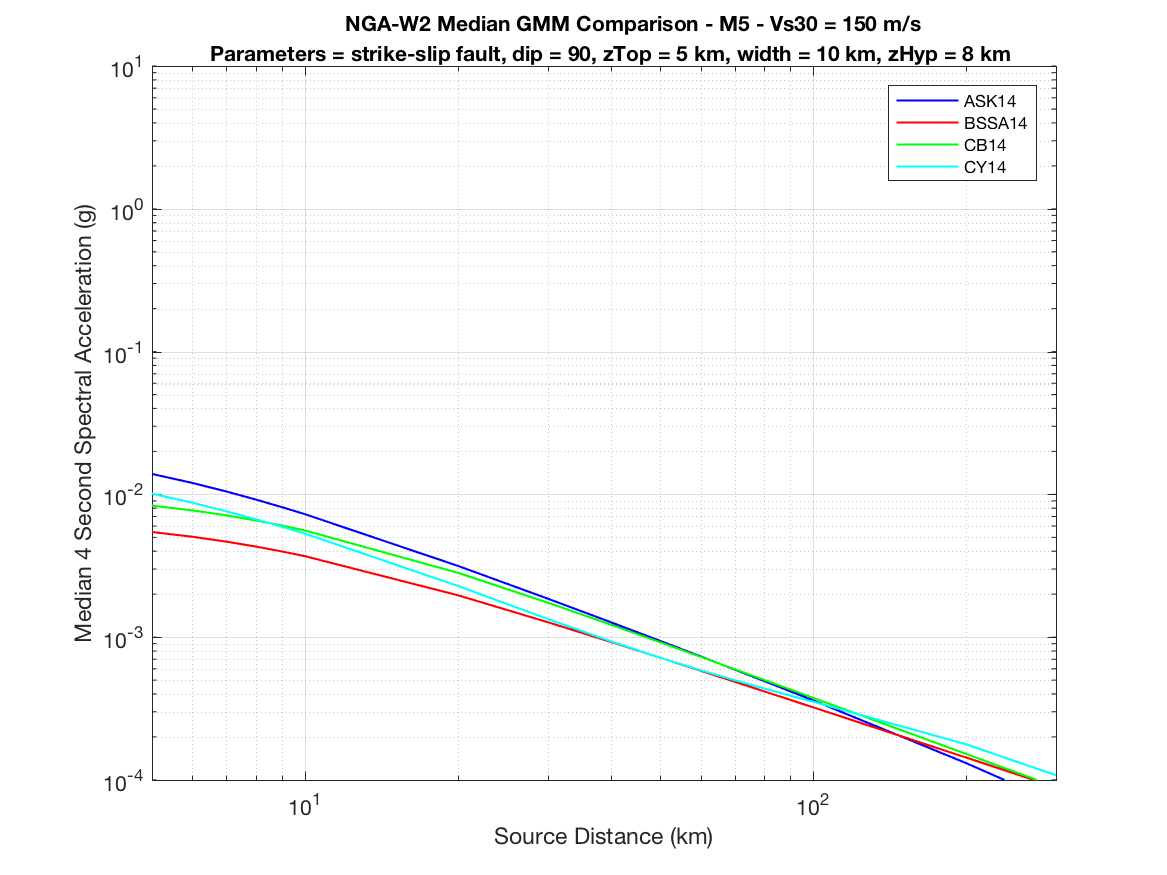 NGA-W2 Median GMM Comparison - M5 - Vs30 = 150 m/s
Parameters = strike-slip fault, dip = 90, zTop = 5 km, width = 10 km, zHyp = 8 km
10^1
ASK14
BSSA14
CB14
CY14
10^0
10^-1
10^-2
10^-3
10^-4
Median 4 Second Spectral Acceleration (g)
10^1
10^2
Source Distance (km)